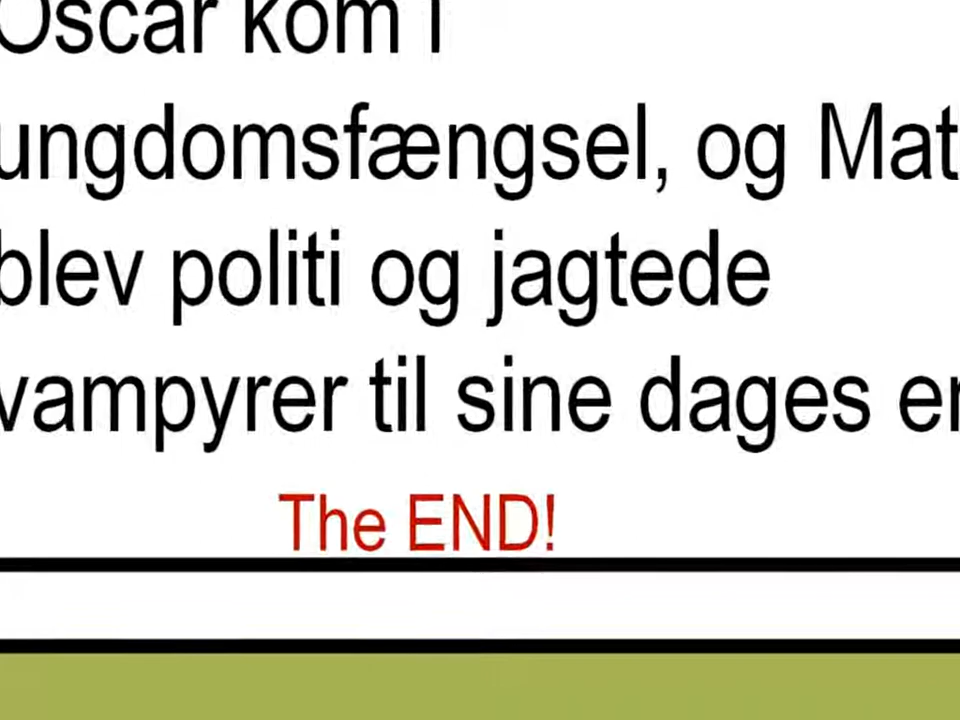 Oscar kom i
ungdomsfængsel, og Mat
blev politi og jagtede
vampyrer til sine dages en
The END!